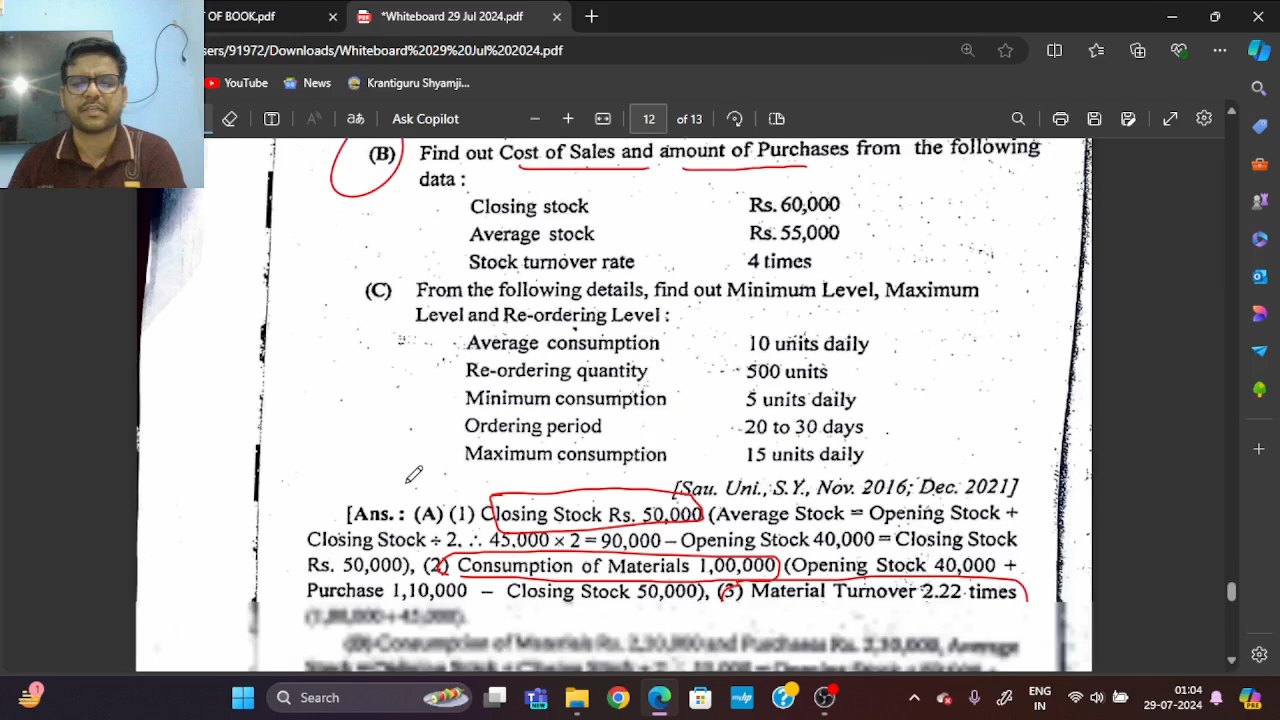 T OF BOOK.pdf
*Whiteboard 29 Jul 2024.pdf
sers/91972/Downloads/Whiteboard%2029%20Jul%202024.pdf
YouTube
News
Krantiguru Shyamji...
aあ
Ask Copilot
12 of 13
(B) Find out Cost of Sales and amount of Purchases from the following
data :
Closing stock Rs. 60,000
Average stock Rs. 55,000
Stock turnover rate 4 times
(C) From the following details, find out Minimum Level, Maximum
Level and Re-ordering Level :
Average consumption 10 units daily
Re-ordering quantity 500 units
Minimum consumption 5 units daily
Ordering period 20 to 30 days
Maximum consumption 15 units daily
[Sau. Uni., S.Y., Nov. 2016; Dec. 2021]
[Ans. : (A) (1) Closing Stock Rs. 50,000 (Average Stock = Opening Stock +
Closing Stock ÷ 2. ∴ 45,000 × 2 = 90,000 – Opening Stock 40,000 = Closing Stock
Rs. 50,000), (2) Consumption of Materials 1,00,000 (Opening Stock 40,000 +
Purchase 1,10,000 – Closing Stock 50,000), (3) Material Turnover 2.22 times
1
Search
NEW
myHP
ENG
IN
01:04
29-07-2024
PRE